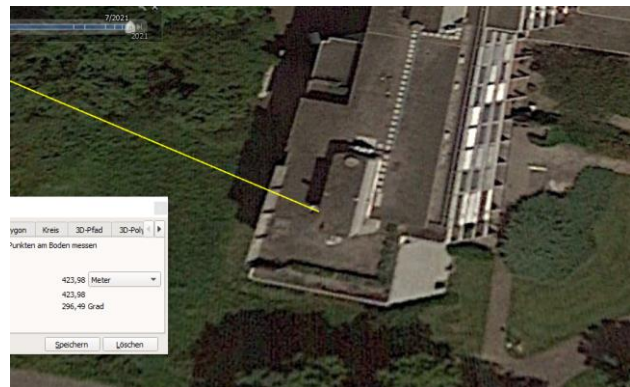 7/2021
2021
ygon Kreis 3D-Pfad 3D-Poly
Punkten am Boden messen
423,98 Meter
423,98
296,49 Grad
Speichern Löschen